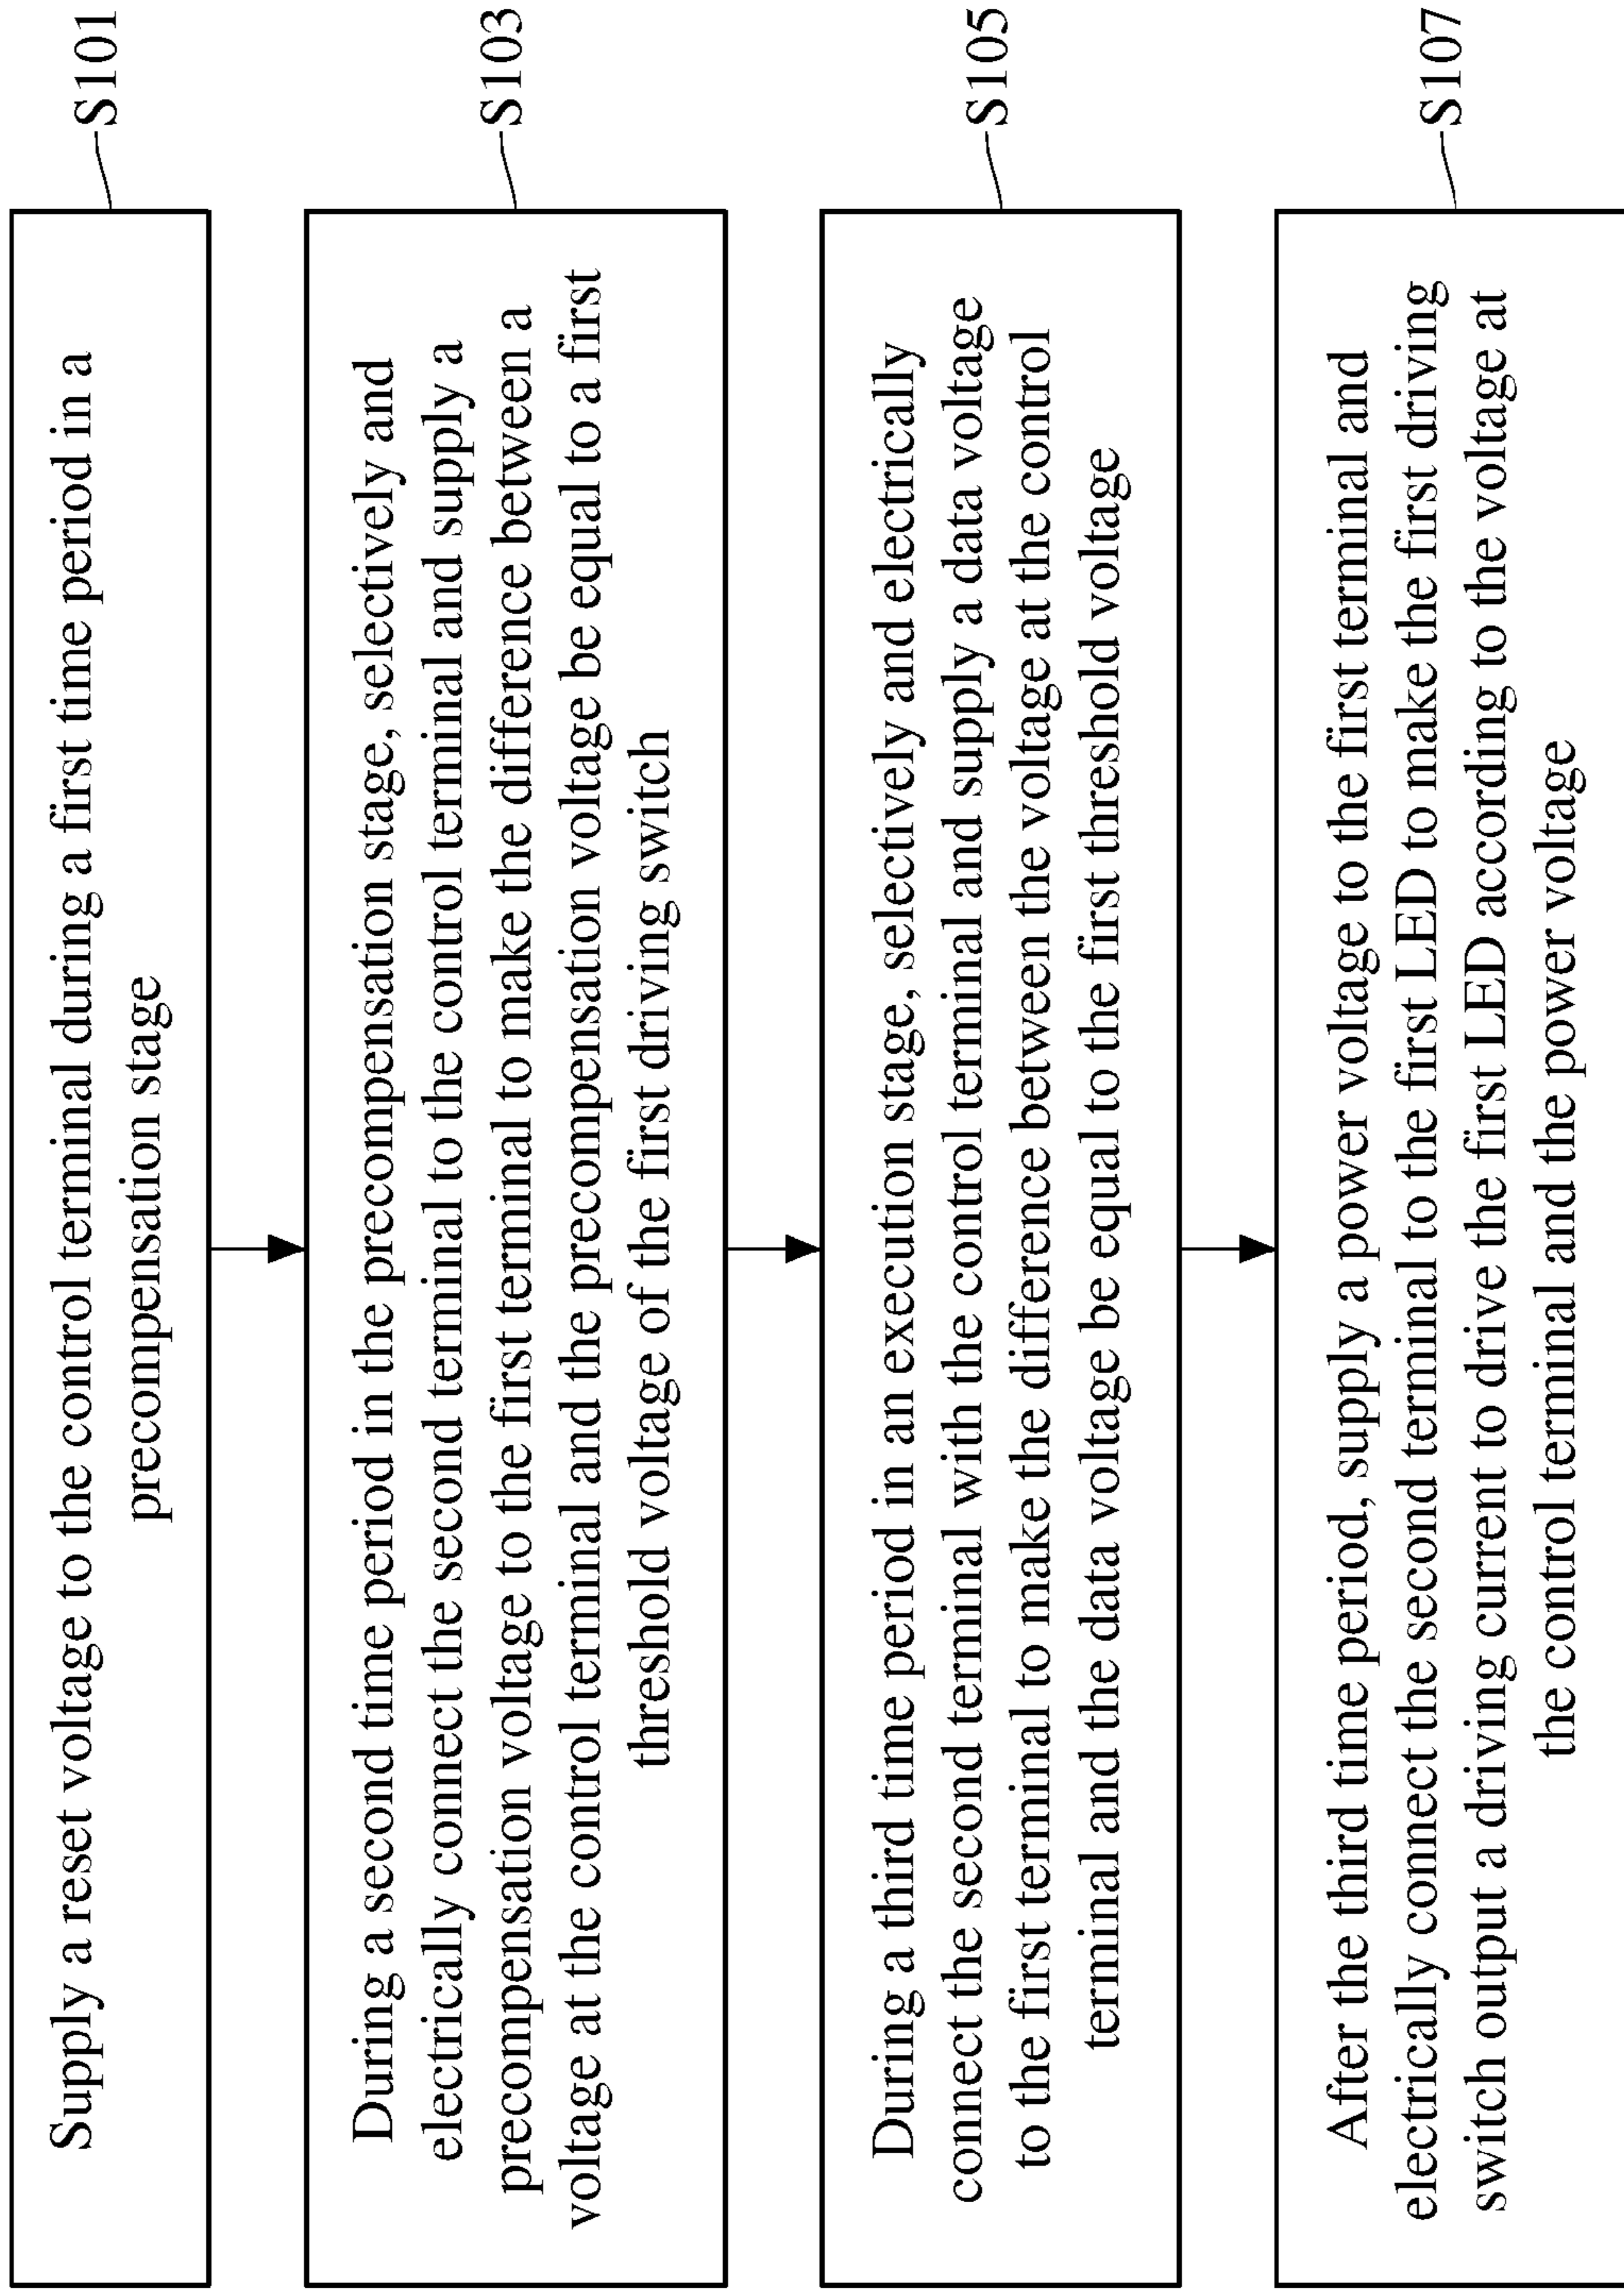 Supply a reset voltage to the control terminal during a first time period in a
precompensation stage
S101
During a second time period in the precompensation stage, selectively and
electrically connect the second terminal to the control terminal and supply a
precompensation voltage to the first terminal to make the difference between a
voltage at the control terminal and the precompensation voltage be equal to a first
threshold voltage of the first driving switch
S103
During a third time period in an execution stage, selectively and electrically
connect the second terminal with the control terminal and supply a data voltage
to the first terminal to make the difference between the voltage at the control
terminal and the data voltage be equal to the first threshold voltage
S105
After the third time period, supply a power voltage to the first terminal and
electrically connect the second terminal to the first LED to make the first driving
switch output a driving current to drive the first LED according to the voltage at
the control terminal and the power voltage
S107